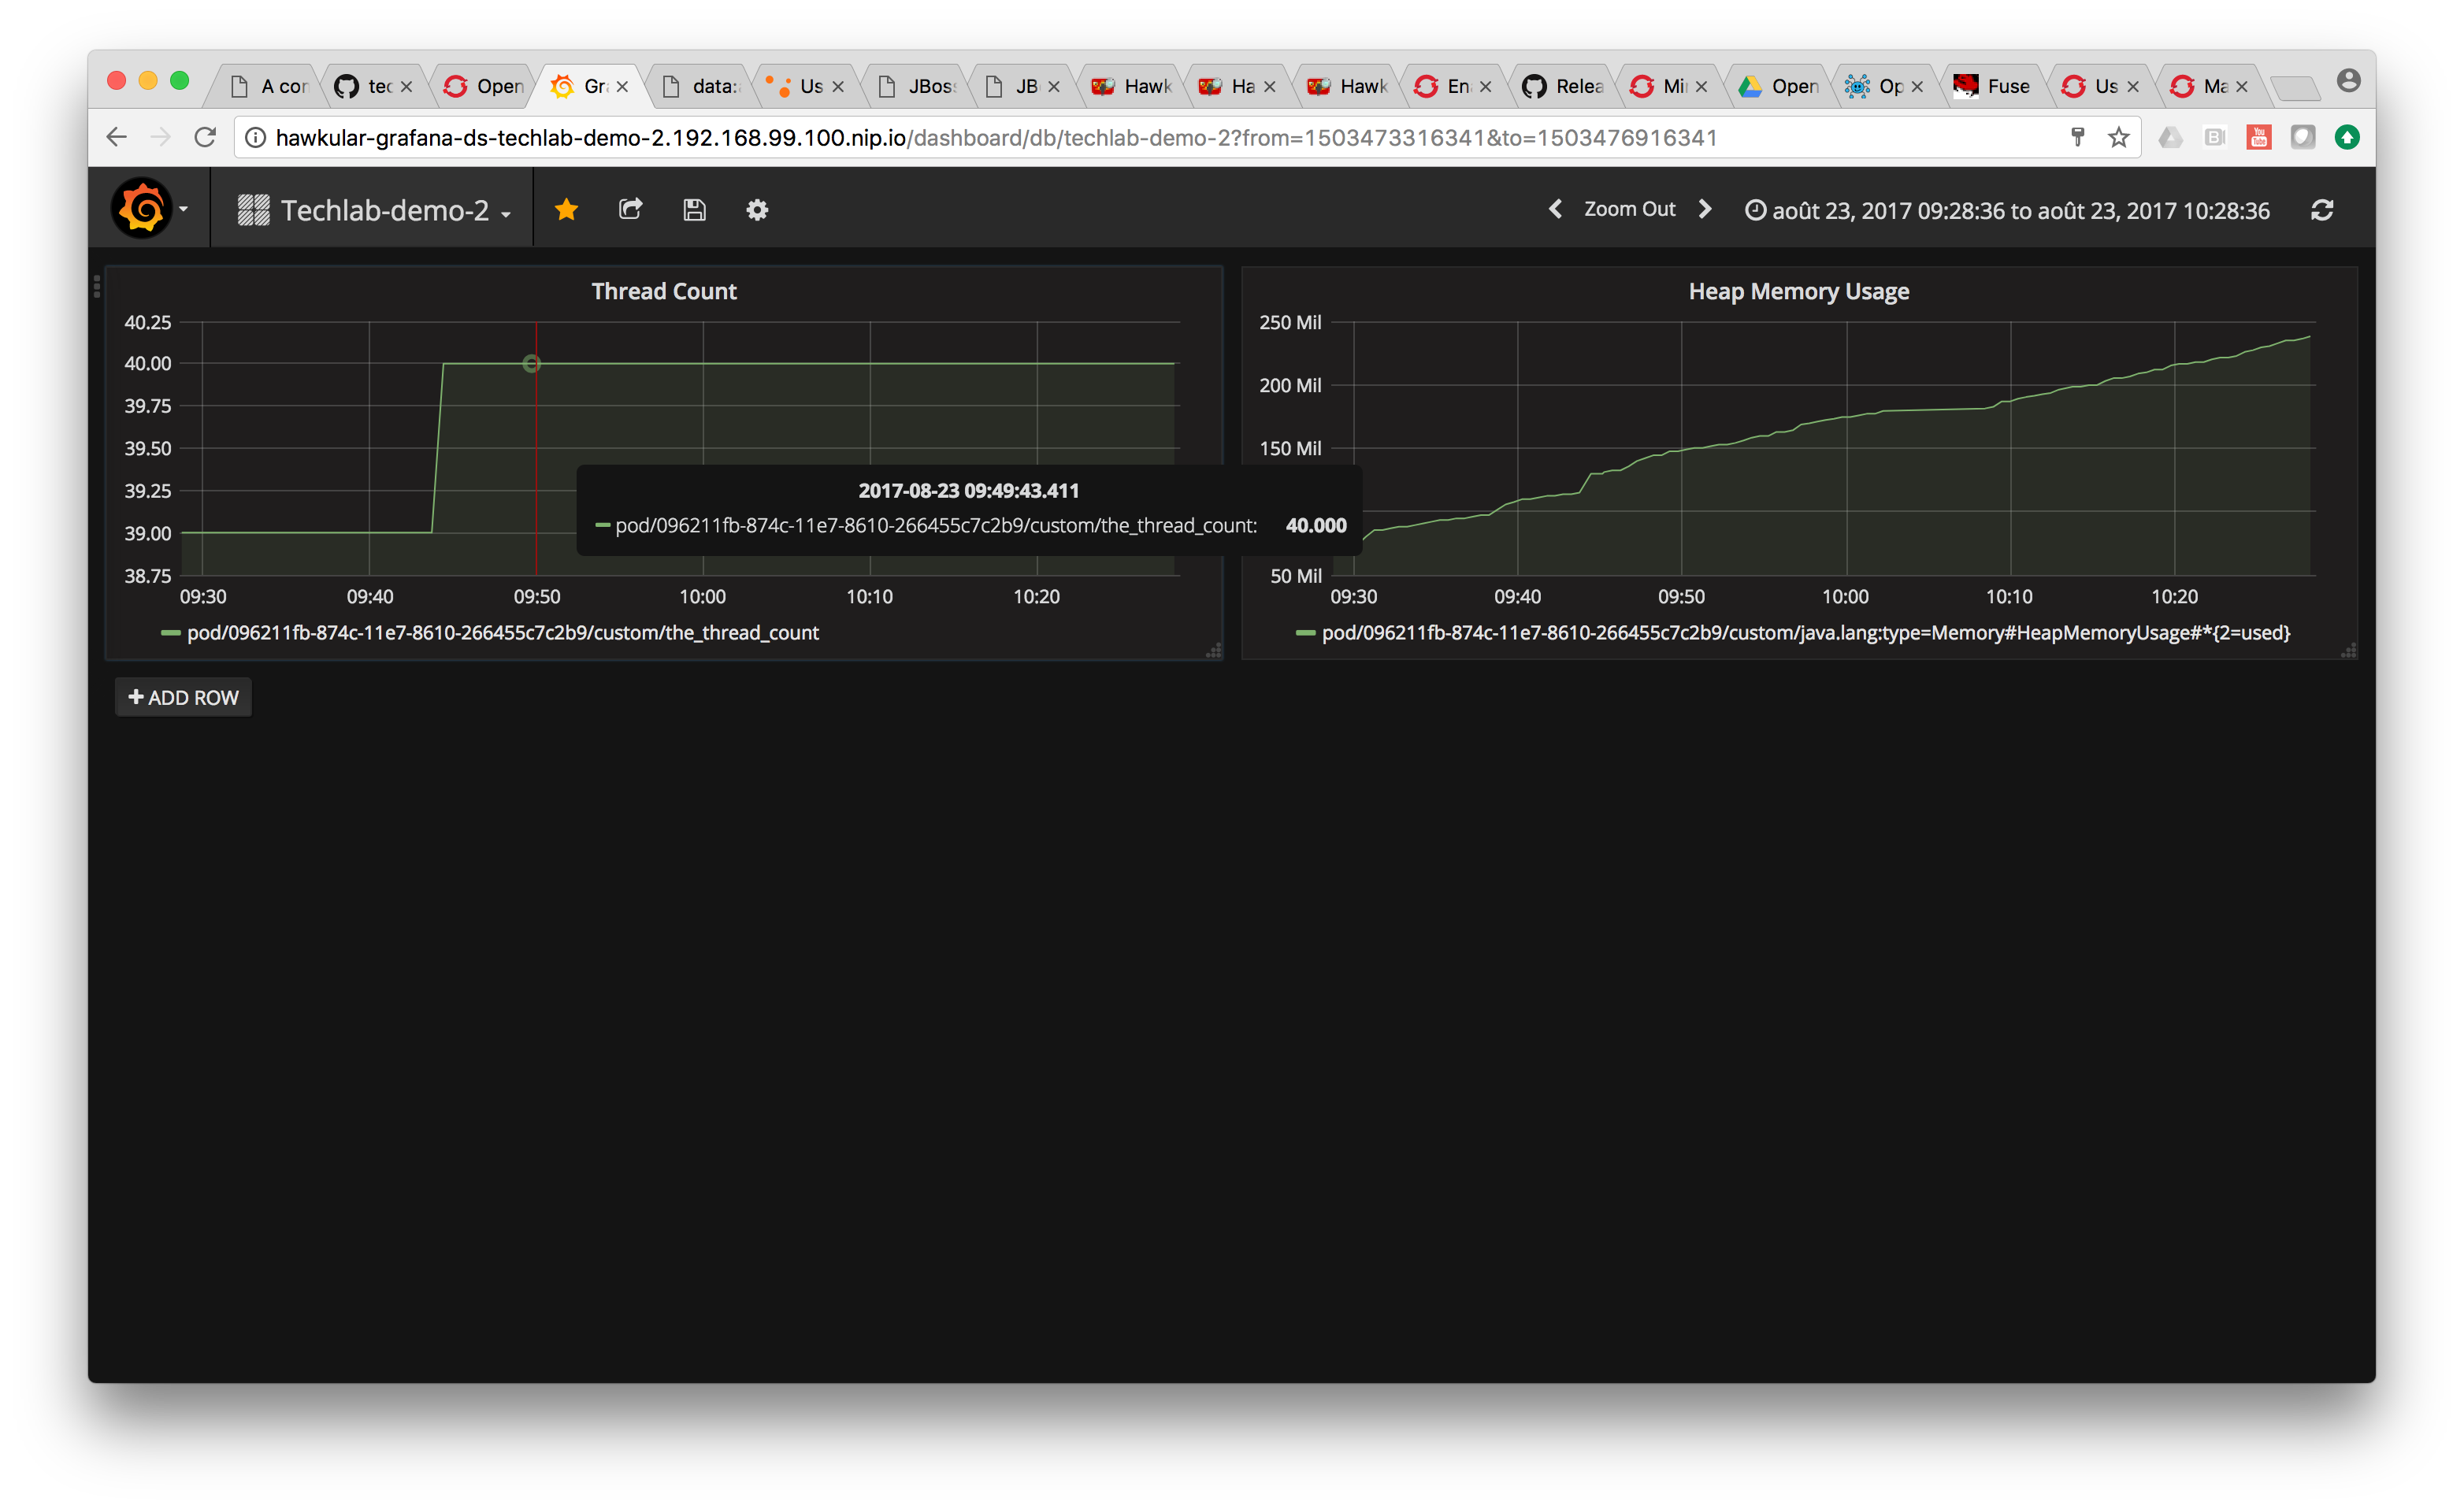 A con tec Open Gra data: Us JBos JB Hawk Ha Hawk En Relea Mi Open Op Fuse Us Ma
hawkular-grafana-ds-techlab-demo-2.192.168.99.100.nip.io/dashboard/db/techlab-demo-2?from=1503473316341&to=1503476916341
Techlab-demo-2 Zoom Out août 23, 2017 09:28:36 to août 23, 2017 10:28:36
Thread Count
40.25
40.00
39.75
39.50
39.25
39.00
38.75
09:30 09:40 09:50 10:00 10:10 10:20
pod/096211fb-874c-11e7-8610-266455c7c2b9/custom/the_thread_count
2017-08-23 09:49:43.411
pod/096211fb-874c-11e7-8610-266455c7c2b9/custom/the_thread_count: 40.000
Heap Memory Usage
250 Mil
200 Mil
150 Mil
50 Mil
09:30 09:40 09:50 10:00 10:10 10:20
pod/096211fb-874c-11e7-8610-266455c7c2b9/custom/java.lang:type=Memory#HeapMemoryUsage#*{2=used}
+ ADD ROW